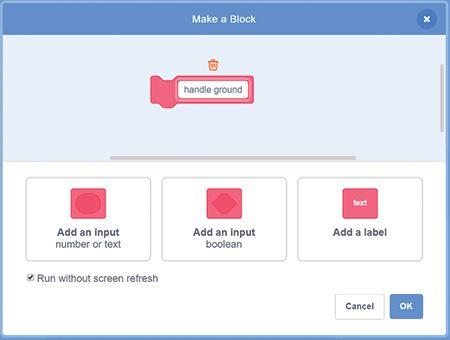 Make a Block
handle ground
text
Add an input
number or text
Add an input
boolean
Add a label
Run without screen refresh
Cancel
OK